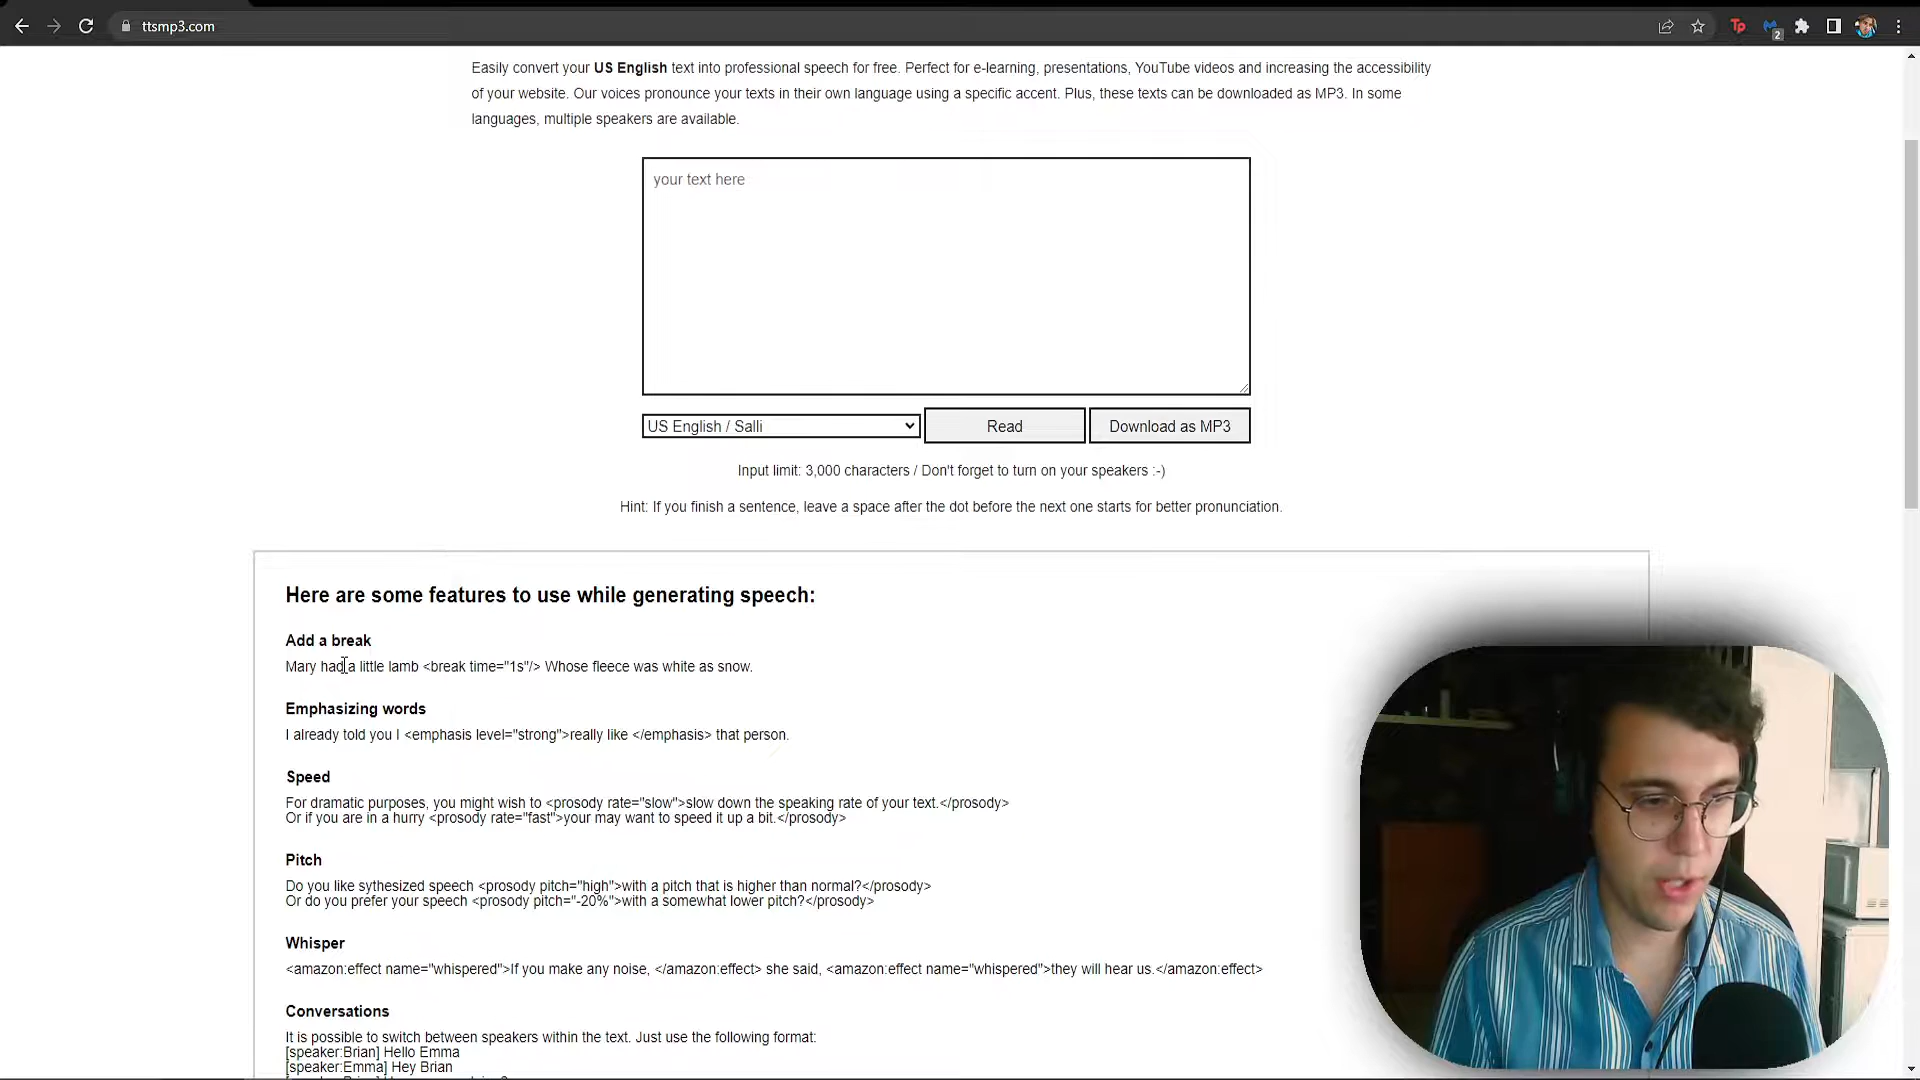 ttsmp3.com
Tp
2
Easily convert your US English text into professional speech for free. Perfect for e-learning, presentations, YouTube videos and increasing the accessibility
of your website. Our voices pronounce your texts in their own language using a specific accent. Plus, these texts can be downloaded as MP3. In some
languages, multiple speakers are available.
your text here
US English / Salli
Read
Download as MP3
Input limit: 3,000 characters / Don't forget to turn on your speakers :-)
Hint: If you finish a sentence, leave a space after the dot before the next one starts for better pronunciation.
Here are some features to use while generating speech:
Add a break
Mary had a little lamb <break time="1s"/> Whose fleece was white as snow.
Emphasizing words
I already told you I <emphasis level="strong">really like </emphasis> that person.
Speed
For dramatic purposes, you might wish to <prosody rate="slow">slow down the speaking rate of your text.</prosody>
Or if you are in a hurry <prosody rate="fast">your may want to speed it up a bit.</prosody>
Pitch
Do you like sythesized speech <prosody pitch="high">with a pitch that is higher than normal?</prosody>
Or do you prefer your speech <prosody pitch="-20%">with a somewhat lower pitch?</prosody>
Whisper
<amazon:effect name="whispered">If you make any noise, </amazon:effect> she said, <amazon:effect name="whispered">they will hear us.</amazon:effect>
Conversations
It is possible to switch between speakers within the text. Just use the following format:
[speaker:Brian] Hello Emma
[speaker:Emma] Hey Brian